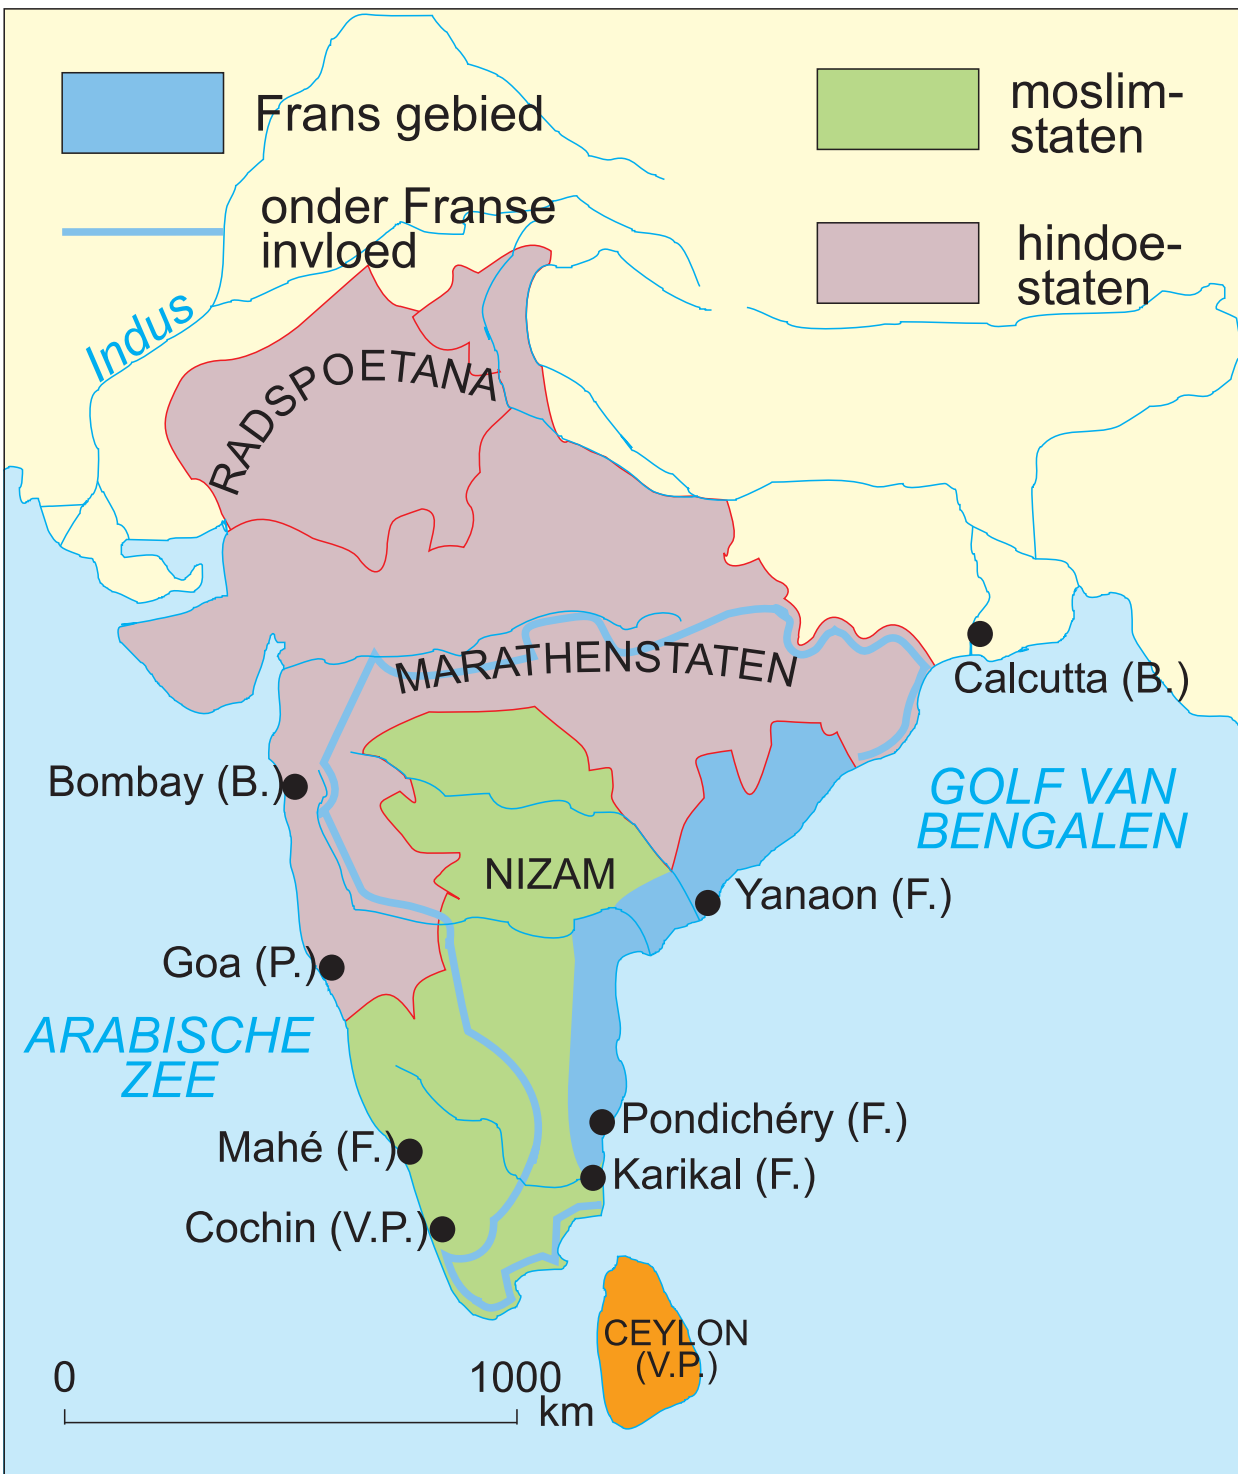 Frans gebied
onder Franse
invloed
moslim-
staten
hindoe-
staten
Indus
RADSPOETANA
MARATHENSTATEN
Calcutta (B.)
Bombay (B.)
GOLF VAN
BENGALEN
NIZAM
Yanaon (F.)
Goa (P.)
ARABISCHE
ZEE
Pondichéry (F.)
Mahé (F.)
Karikal (F.)
Cochin (V.P.)
CEYLON
(V.P.)
0 1000
km